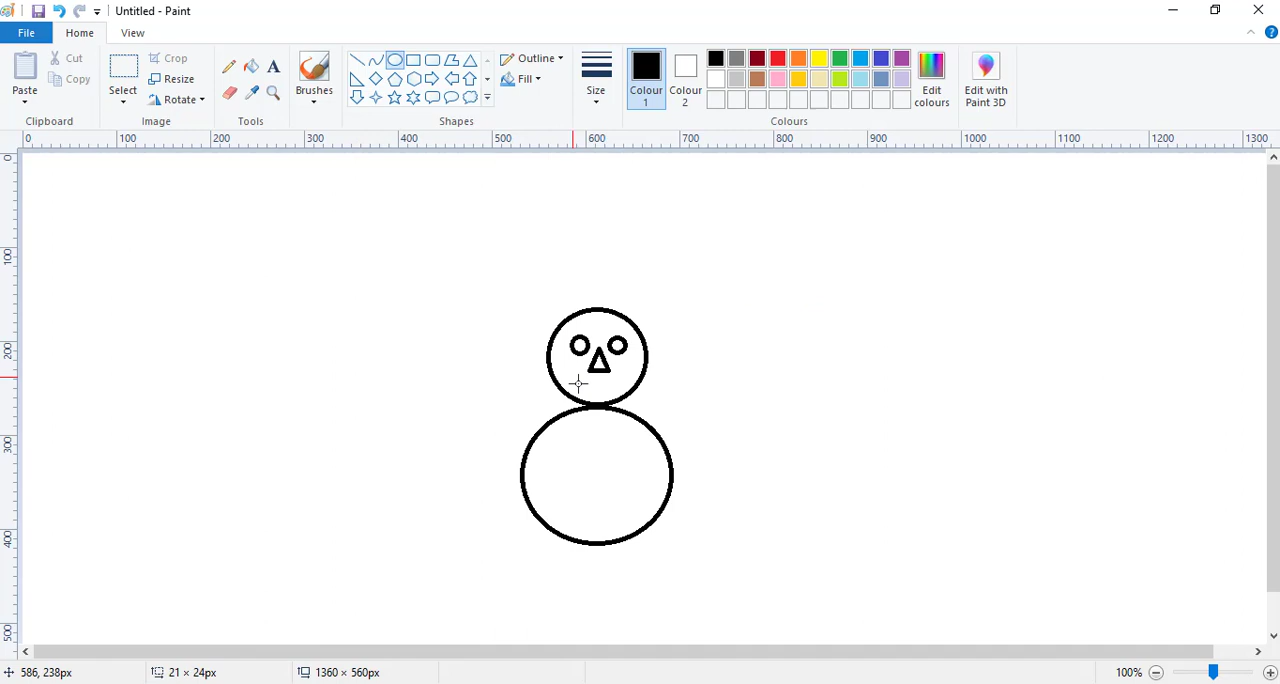 Untitled - Paint
File Home View
Paste
Cut
Copy
Clipboard
Select
Crop
Resize
Rotate
Image
A
Tools
Brushes
Shapes
Outline
Fill
Size
Colour 1
Colour 2
Edit colours
Colours
Edit with Paint 3D
0 100 200 300 400 500 600 700 800 900 1000 1100 1200 1300
0
100
200
300
400
500
586, 238px 21 × 24px 1360 × 560px 100%